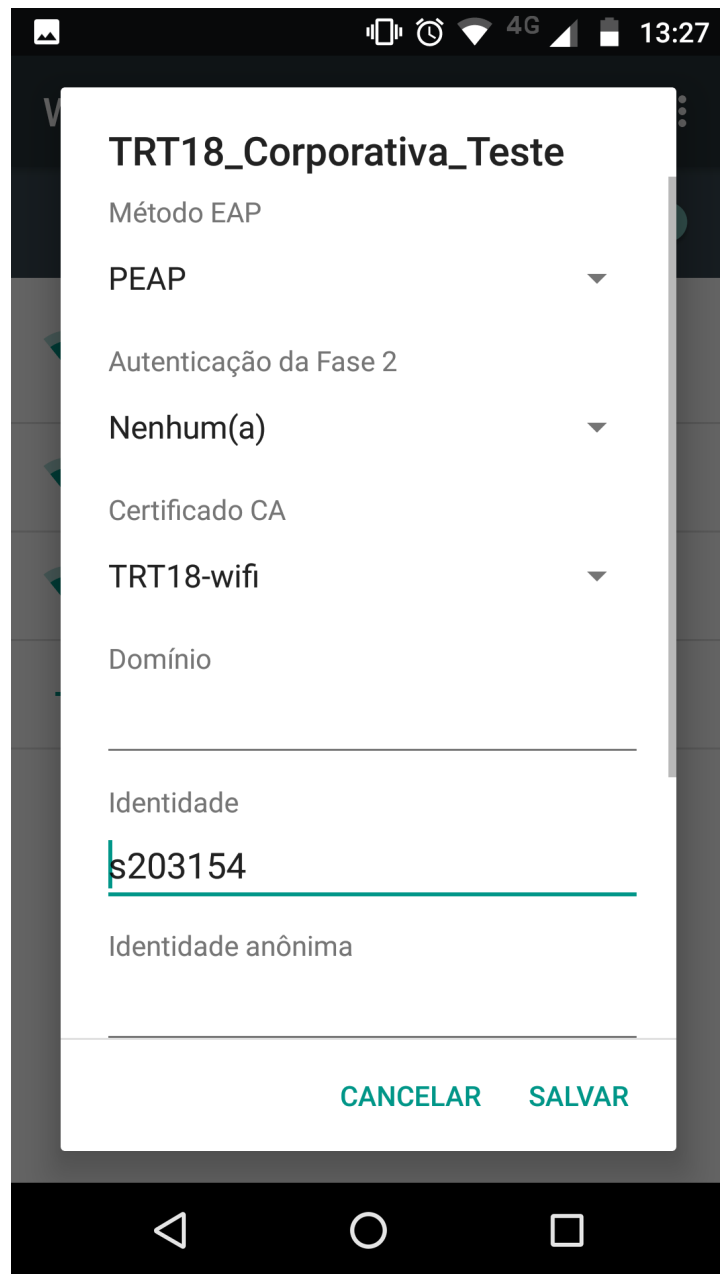 4G 13:27
W
TRT18_Corporativa_Teste
Método EAP
PEAP
Autenticação da Fase 2
Nenhum(a)
Certificado CA
TRT18-wifi
Domínio
Identidade
s203154
Identidade anônima
CANCELAR SALVAR